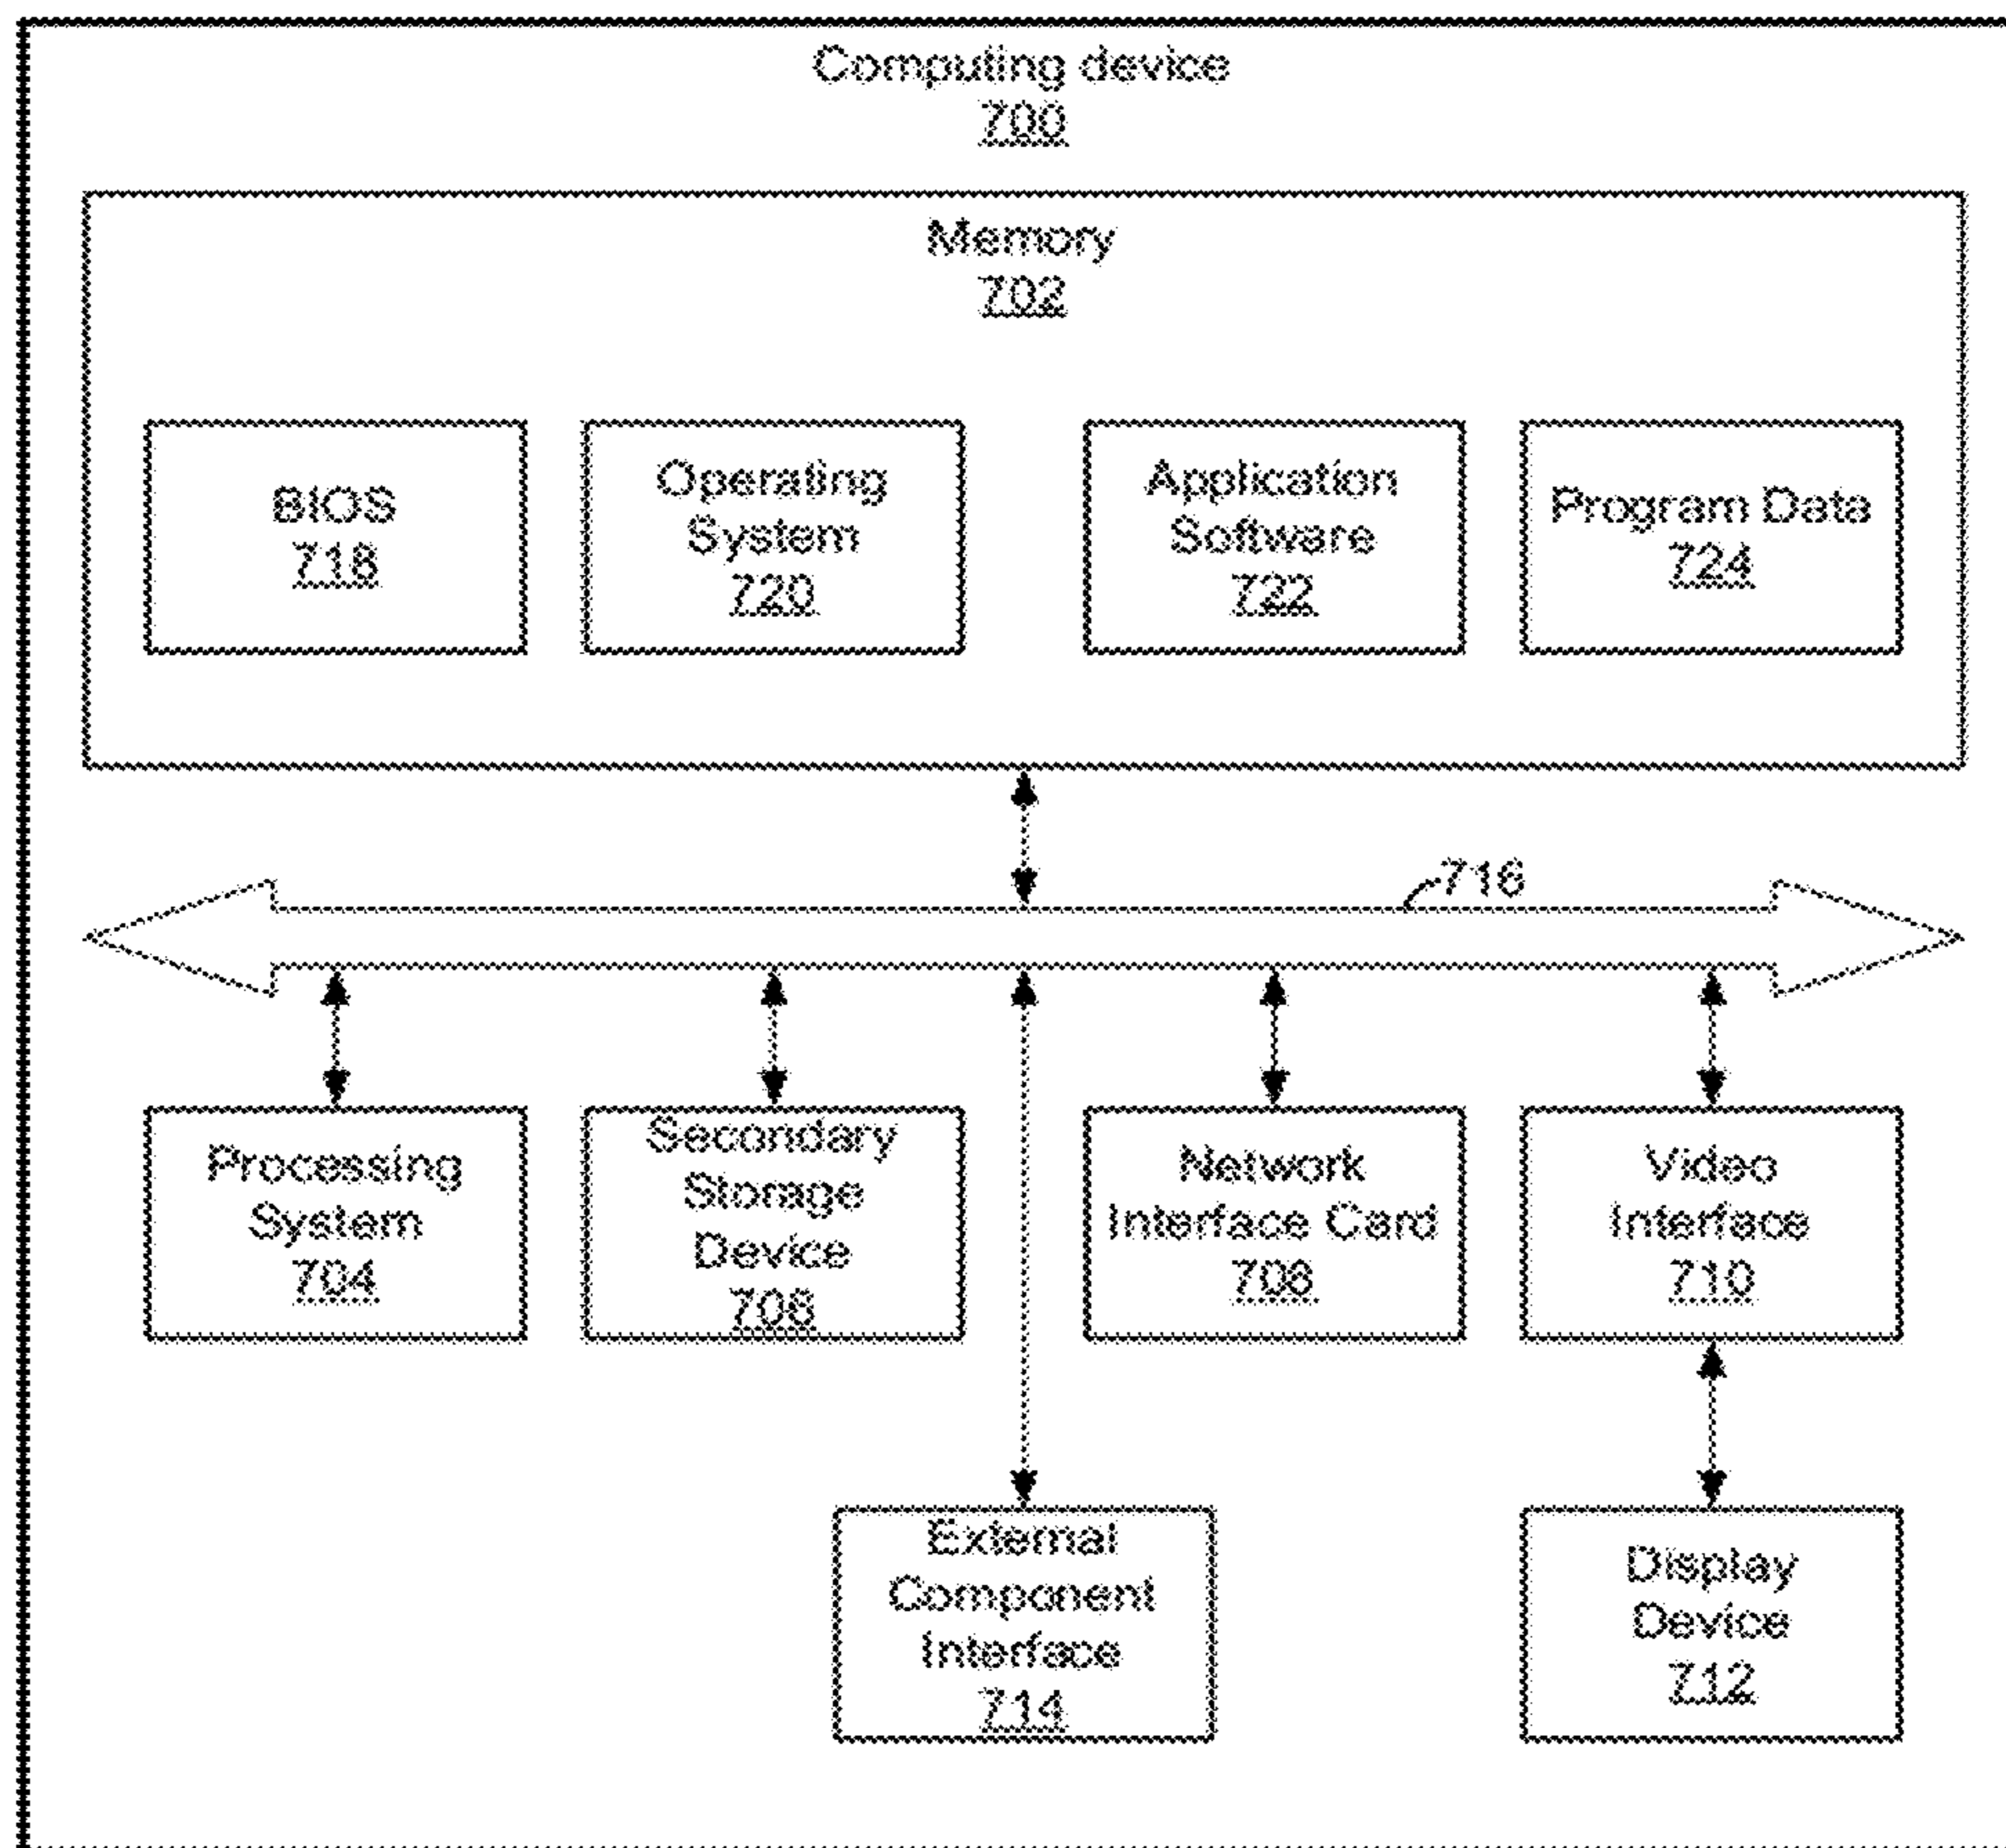 Computing device
700
Memory
702
BIOS
718
Operating
System
720
Application
Software
722
Program Data
724
716
Processing
System
704
Secondary
Storage
Device
706
Network
Interface Card
708
Video
Interface
710
External
Component
Interface
714
Display
Device
712